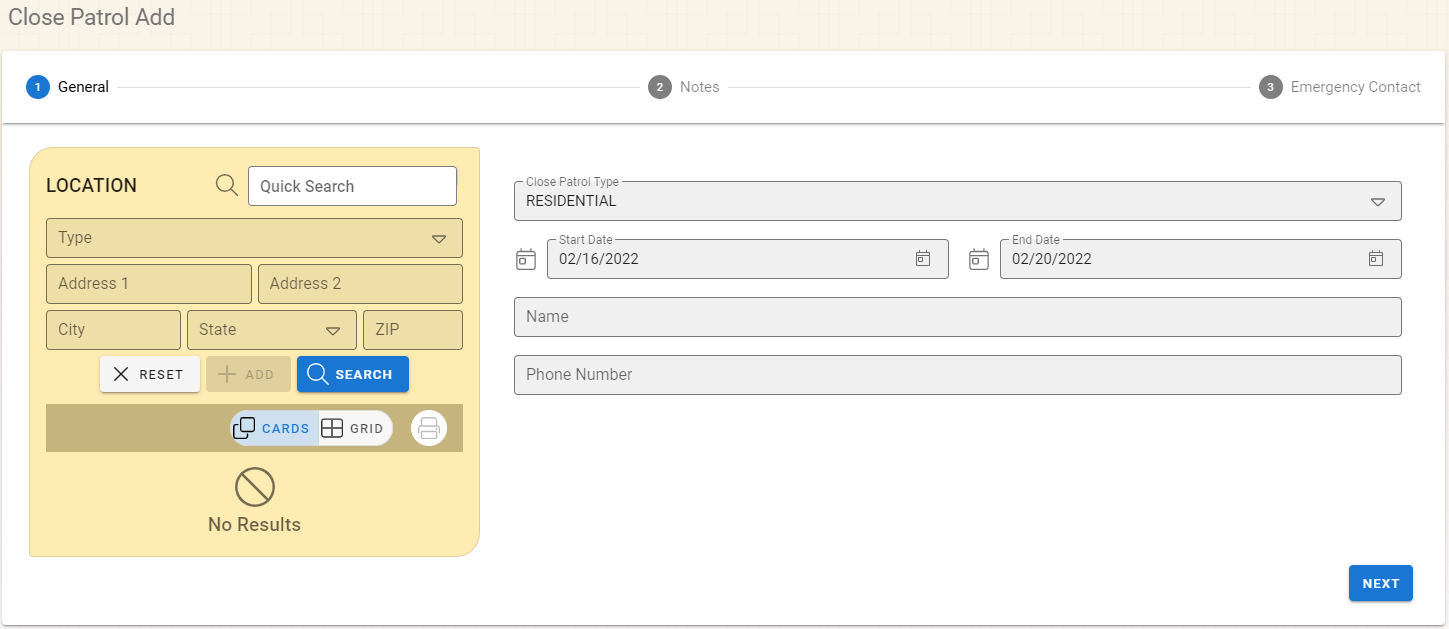 Close Patrol Add
1 General
2 Notes
3 Emergency Contact
LOCATION
Quick Search
Type
Address 1
Address 2
City
State
ZIP
RESET
ADD
SEARCH
CARDS
GRID
No Results
Close Patrol Type
RESIDENTIAL
Start Date
02/16/2022
End Date
02/20/2022
Name
Phone Number
NEXT